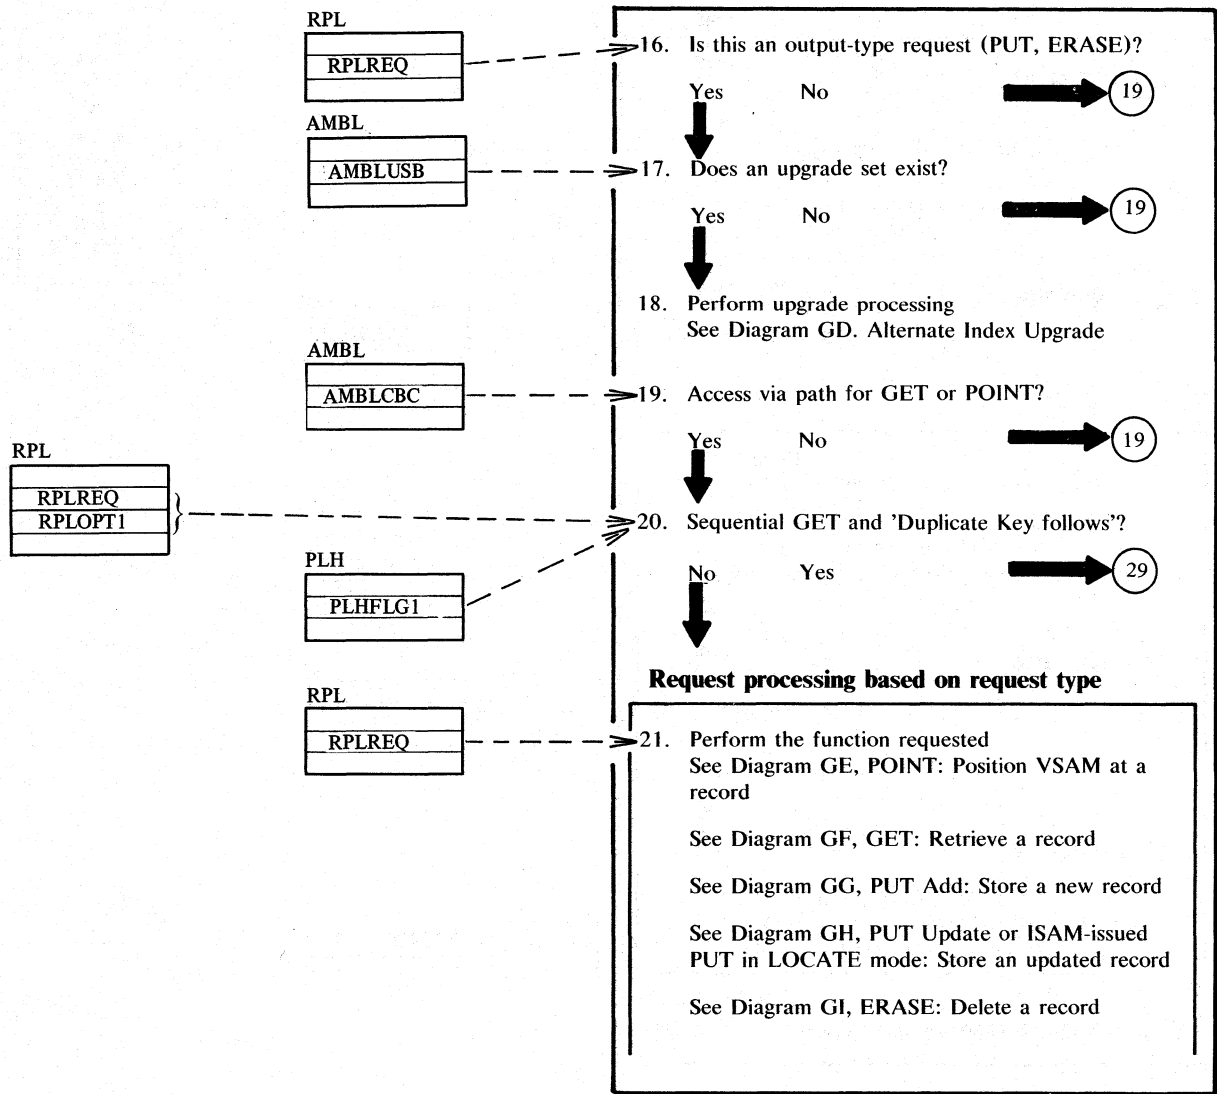 RPL
RPLREQ
16. Is this an output-type request (PUT, ERASE)?
Yes No 19
AMBL
AMBLUSB
17. Does an upgrade set exist?
Yes No 19
18. Perform upgrade processing
See Diagram GD. Alternate Index Upgrade
AMBL
AMBLCBC
19. Access via path for GET or POINT?
Yes No 19
RPL
RPLREQ
RPLOPT1
20. Sequential GET and 'Duplicate Key follows'?
No Yes 29
PLH
PLHFLG1
Request processing based on request type
RPL
RPLREQ
21. Perform the function requested
See Diagram GE, POINT: Position VSAM at a
record
See Diagram GF, GET: Retrieve a record
See Diagram GG, PUT Add: Store a new record
See Diagram GH, PUT Update or ISAM-issued
PUT in LOCATE mode: Store an updated record
See Diagram GI, ERASE: Delete a record